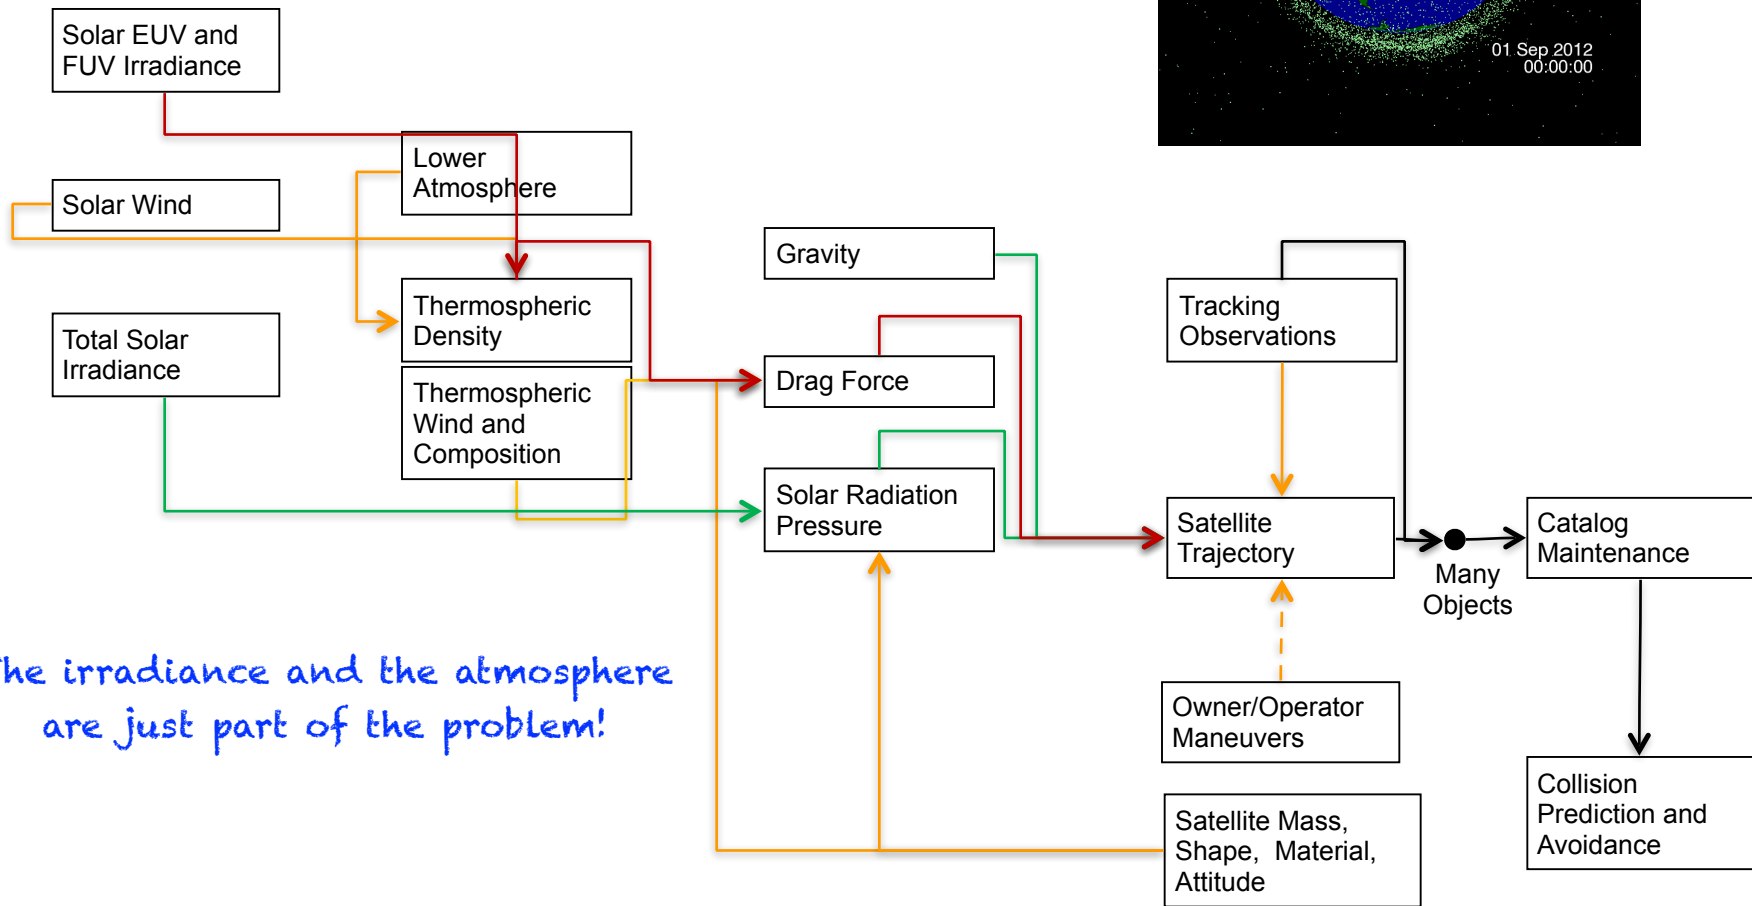 Solar EUV and
FUV Irradiance
01 Sep 2012
00:00:00
Lower
Atmosphere
Solar Wind
Gravity
Thermospheric
Density
Tracking
Observations
Total Solar
Irradiance
Drag Force
Thermospheric
Wind and
Composition
Solar Radiation
Pressure
Satellite
Trajectory
Many
Objects
Catalog
Maintenance
he irradiance and the atmosphere
are just part of the problem!
Owner/Operator
Maneuvers
Satellite Mass,
Shape, Material,
Attitude
Collision
Prediction and
Avoidance